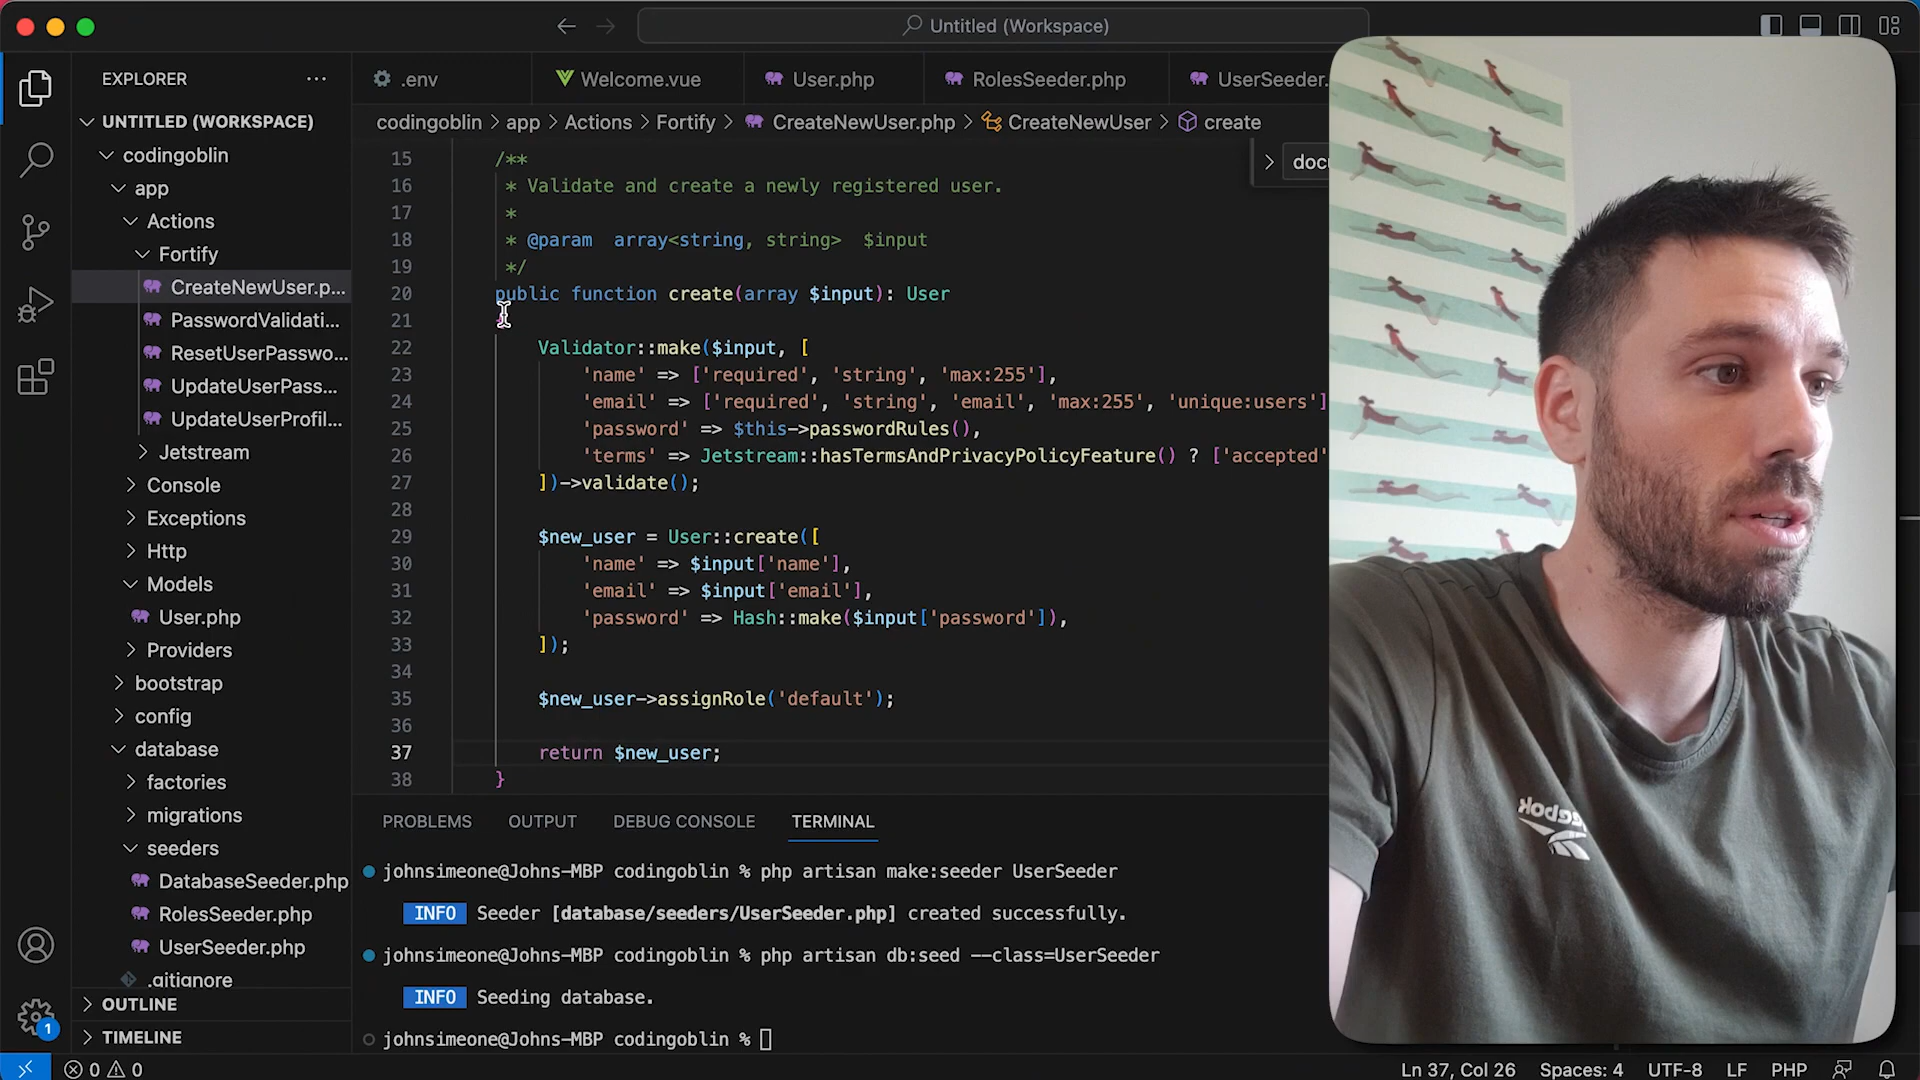 Untitled (Workspace)
EXPLORER
.env
Welcome.vue
User.php
RolesSeeder.php
UserSeeder.
UNTITLED (WORKSPACE)
codingoblin
app
Actions
Fortify
CreateNewUser.p...
PasswordValidati...
ResetUserPasswo...
UpdateUserPass...
UpdateUserProfil...
Jetstream
Console
Exceptions
Http
Models
User.php
Providers
bootstrap
config
database
factories
migrations
seeders
DatabaseSeeder.php
RolesSeeder.php
UserSeeder.php
.gitignore
OUTLINE
TIMELINE
codingoblin > app > Actions > Fortify > CreateNewUser.php > CreateNewUser > create
docu
15 /**
16 * Validate and create a newly registered user.
17 *
18 * @param  array<string, string>  $input
19 */
20 public function create(array $input): User
21 {
22 Validator::make($input, [
23 'name' => ['required', 'string', 'max:255'],
24 'email' => ['required', 'string', 'email', 'max:255', 'unique:users']
25 'password' => $this->passwordRules(),
26 'terms' => Jetstream::hasTermsAndPrivacyPolicyFeature() ? ['accepted'
27 ])->validate();
28
29 $new_user = User::create([
30 'name' => $input['name'],
31 'email' => $input['email'],
32 'password' => Hash::make($input['password']),
33 ]);
34
35 $new_user->assignRole('default');
36
37 return $new_user;
38 }
PROBLEMS OUTPUT DEBUG CONSOLE TERMINAL
johnsimeone@Johns-MBP codingoblin % php artisan make:seeder UserSeeder
INFO Seeder [database/seeders/UserSeeder.php] created successfully.
johnsimeone@Johns-MBP codingoblin % php artisan db:seed --class=UserSeeder
INFO Seeding database.
johnsimeone@Johns-MBP codingoblin %
Reebok
1
0 0
Ln 37, Col 26 Spaces: 4 UTF-8 LF PHP